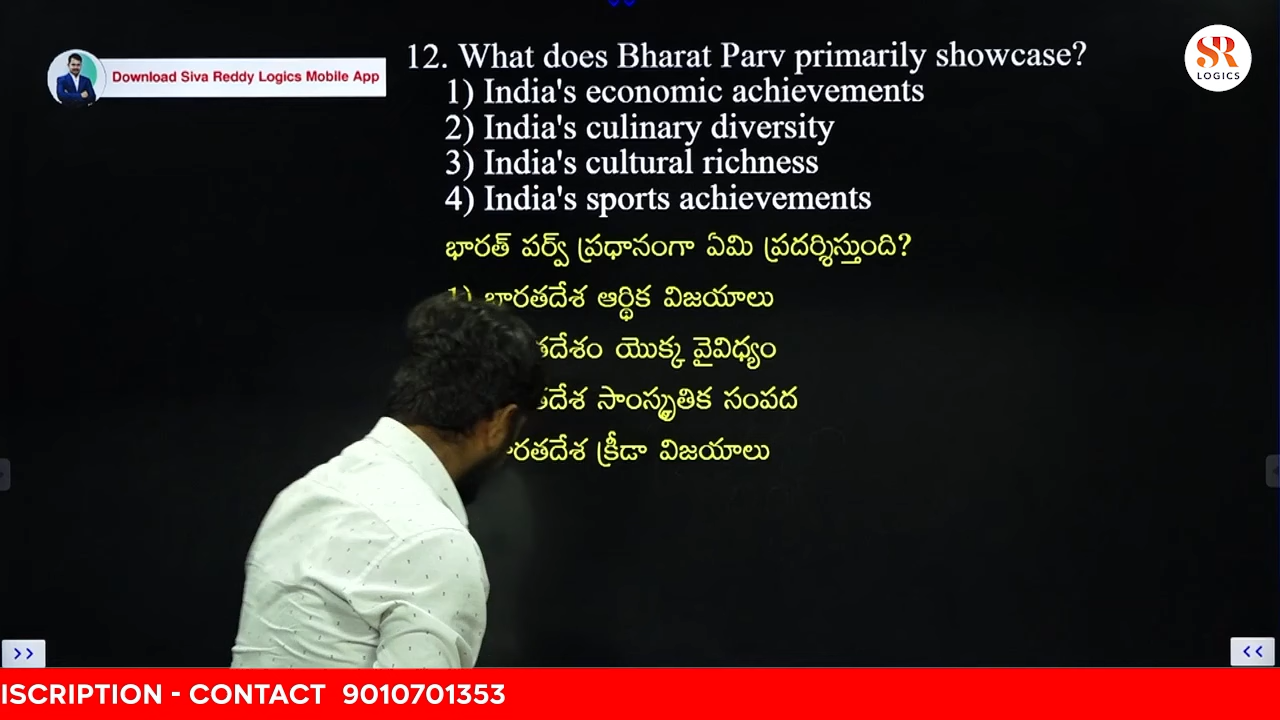 Download Siva Reddy Logics Mobile App
SR
LOGICS
12. What does Bharat Parv primarily showcase?
1) India's economic achievements
2) India's culinary diversity
3) India's cultural richness
4) India's sports achievements
భారత్ పర్వ్ ప్రధానంగా ఏమి ప్రదర్శిస్తుంది?
1) భారతదేశ ఆర్థిక విజయాలు
యొక్క వైవిధ్యం
సాంస్కృతిక సంపద
క్రీడా విజయాలు
>> <<
ISCRIPTION - CONTACT 9010701353